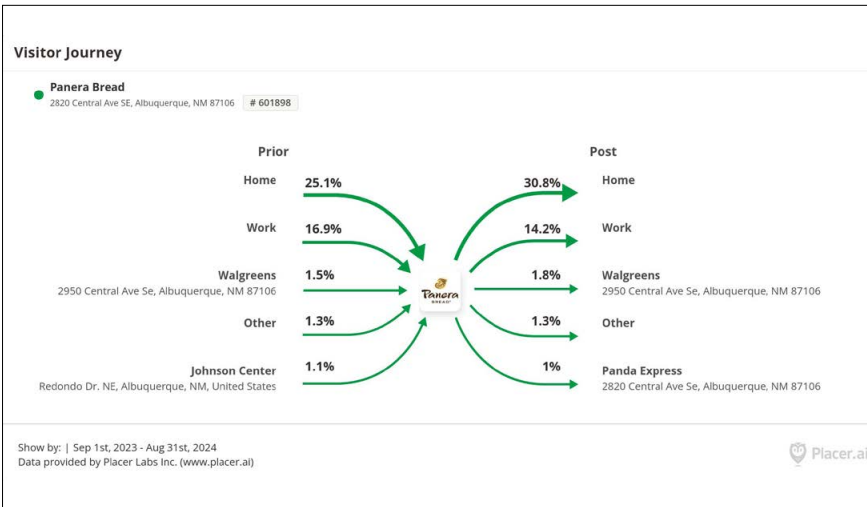 Visitor Journey
Panera Bread
2820 Central Ave SE, Albuquerque, NM 87106 # 601898
Prior Post
Home 25.1% 30.8% Home
Work 16.9% 14.2% Work
Walgreens 1.5% 1.8% Walgreens
2950 Central Ave Se, Albuquerque, NM 87106 2950 Central Ave Se, Albuquerque, NM 87106
Panera
BREAD
Other 1.3% 1.3% Other
Johnson Center 1.1% 1% Panda Express
Redondo Dr. NE, Albuquerque, NM, United States 2820 Central Ave Se, Albuquerque, NM 87106
Show by: | Sep 1st, 2023 - Aug 31st, 2024
Data provided by Placer Labs Inc. (www.placer.ai)
Placer.ai